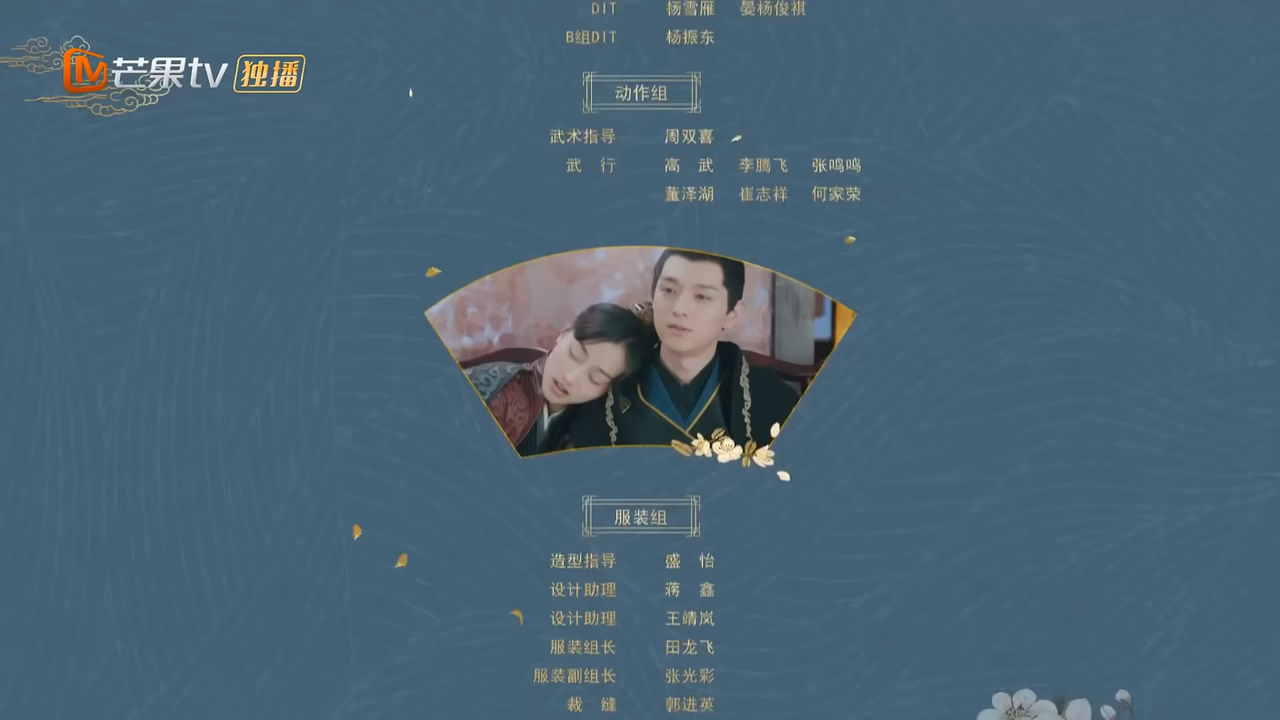 DIT 杨雪雁 晏杨俊祺
B组DIT 杨振东
芒果tv 独播
动作组
武术指导 周双喜
武 行 高 武 李腾飞 张鸣鸣
董泽湖 崔志祥 何家荣
服装组
造型指导 盛 怡
设计助理 蒋 鑫
设计助理 王靖岚
服装组长 田龙飞
服装副组长 张光彩
裁 缝 郭进英